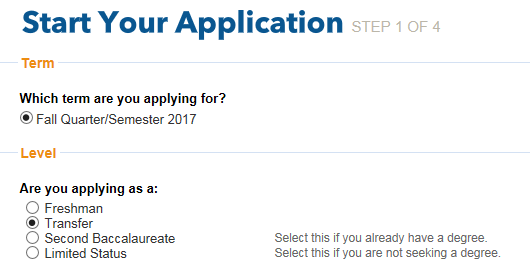 Start Your Application STEP 1 OF 4
Term
Which term are you applying for?
Fall Quarter/Semester 2017
Level
Are you applying as a:
Freshman
Transfer
Second Baccalaureate Select this if you already have a degree.
Limited Status Select this if you are not seeking a degree.